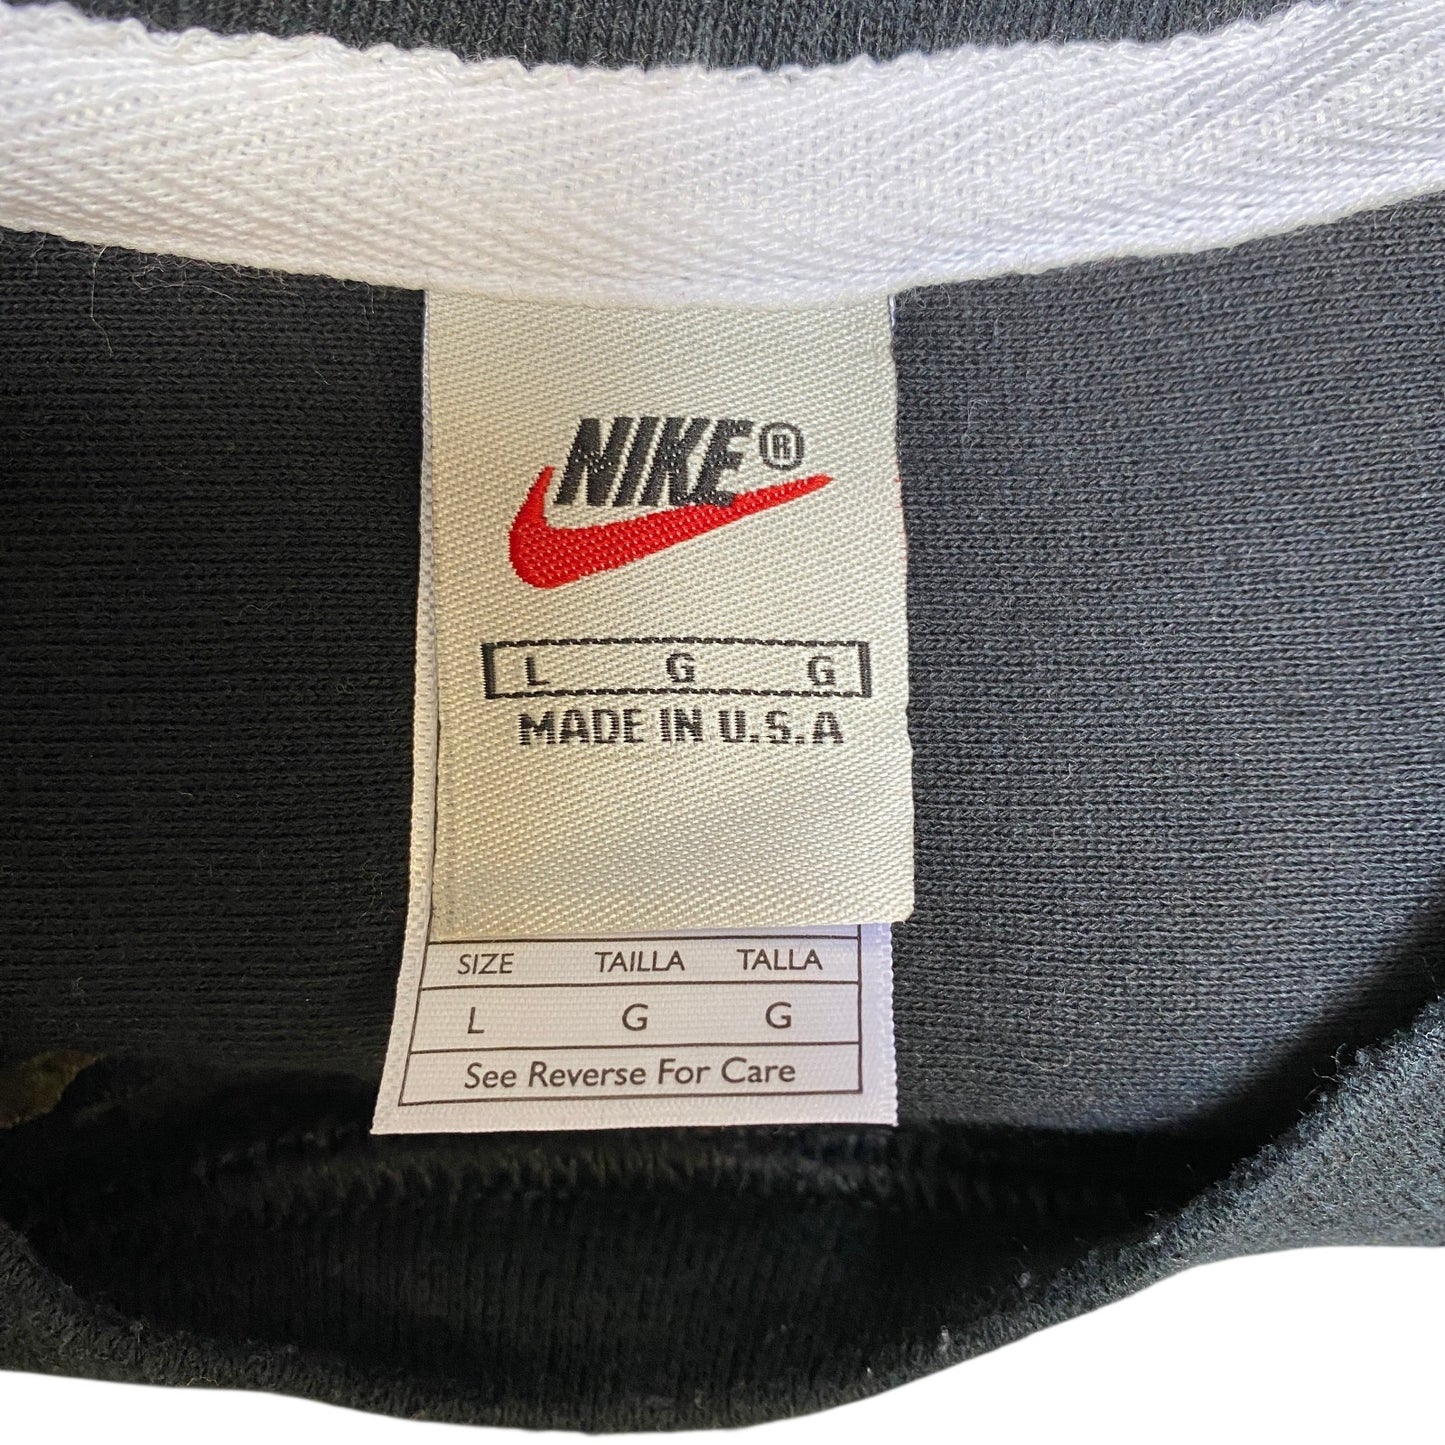 NIKE®
L G G
MADE IN U.S.A
SIZE TAILLA TALLA
L G G
See Reverse For Care